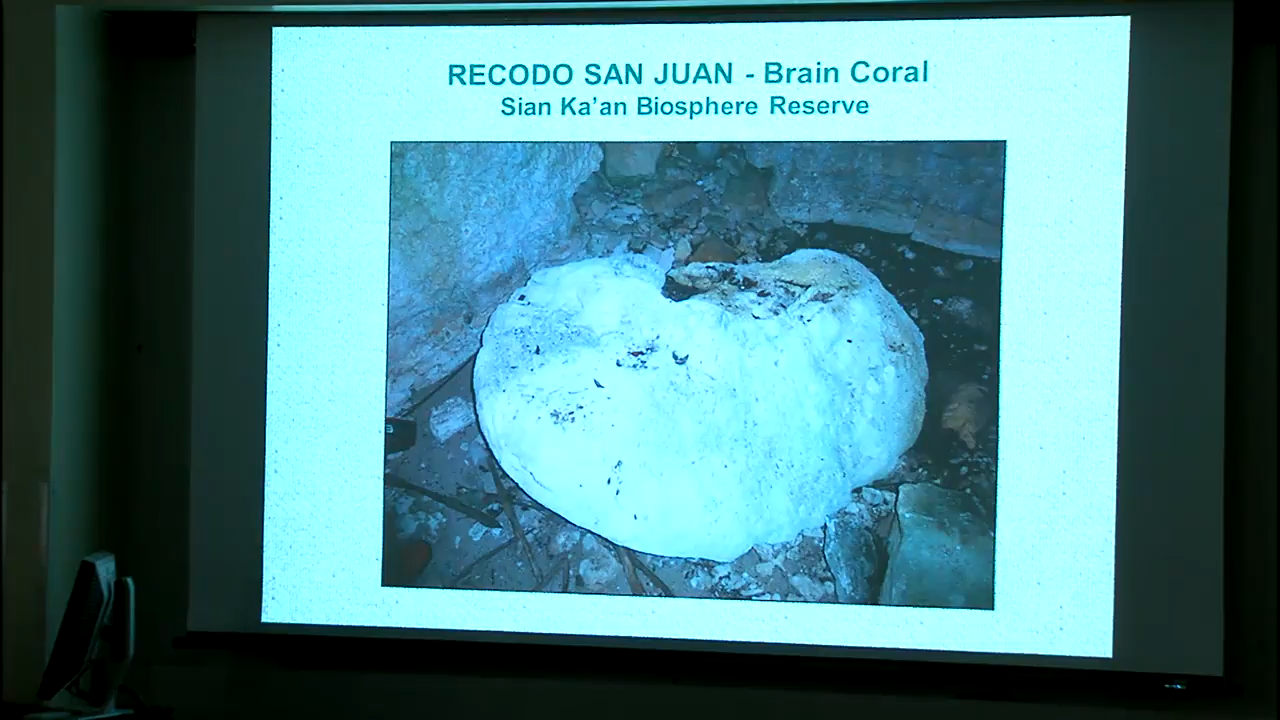 RECODO SAN JUAN - Brain Coral
Sian Ka’an Biosphere Reserve